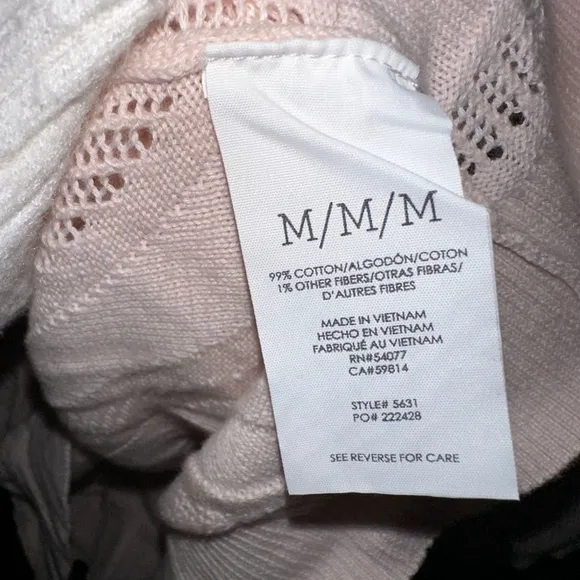 M/M/M
99% COTTON/ALGODÓN/COTON
1% OTHER FIBERS/OTRAS FIBRAS/
D'AUTRES FIBRES
MADE IN VIETNAM
HECHO EN VIETNAM
FABRIQUÉ AU VIETNAM
RN#54077
CA#59814
STYLE# 5631
PO# 222428
SEE REVERSE FOR CARE